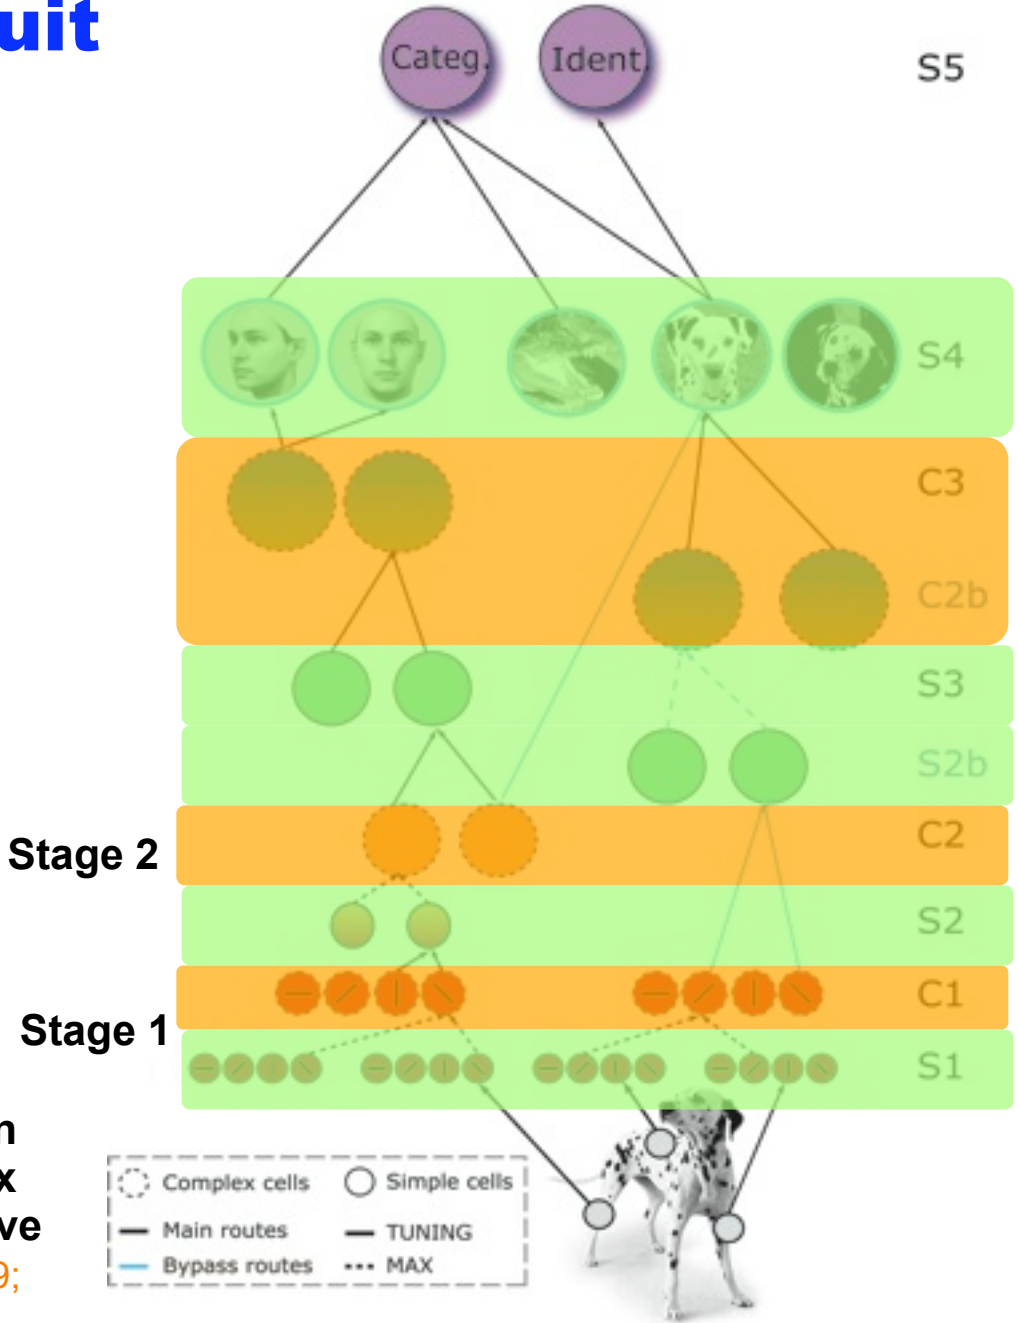 uit
Categ.
Ident.
S5
S4
C3
C2b
S3
S2b
Stage 2
C2
S2
C1
Stage 1
S1
n
x
ve
9;
Complex cells
Simple cells
Main routes
TUNING
Bypass routes
MAX